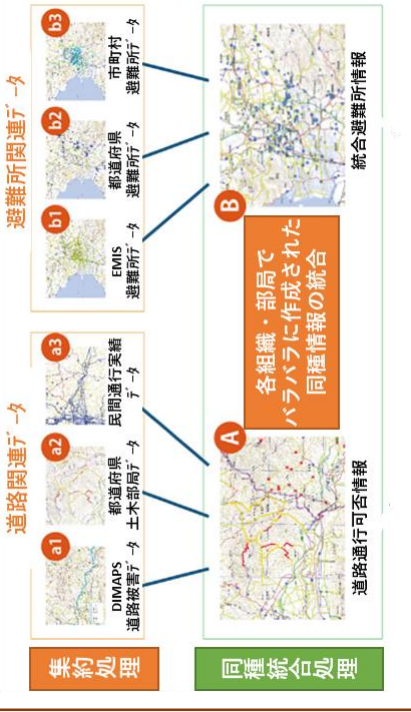 道路関連データ
避難所関連データ
集約
処理
a1
DIMAPS
道路被害データ
a2
都道府県
土木部局データ
a3
民間通行実績
データ
b1
EMIS
避難所データ
b2
都道府県
避難所データ
b3
市町村
避難所データ
同種
統合
処理
A
道路通行可否情報
各組織・部局で
バラバラに作成された
同種情報の統合
B
統合避難所情報